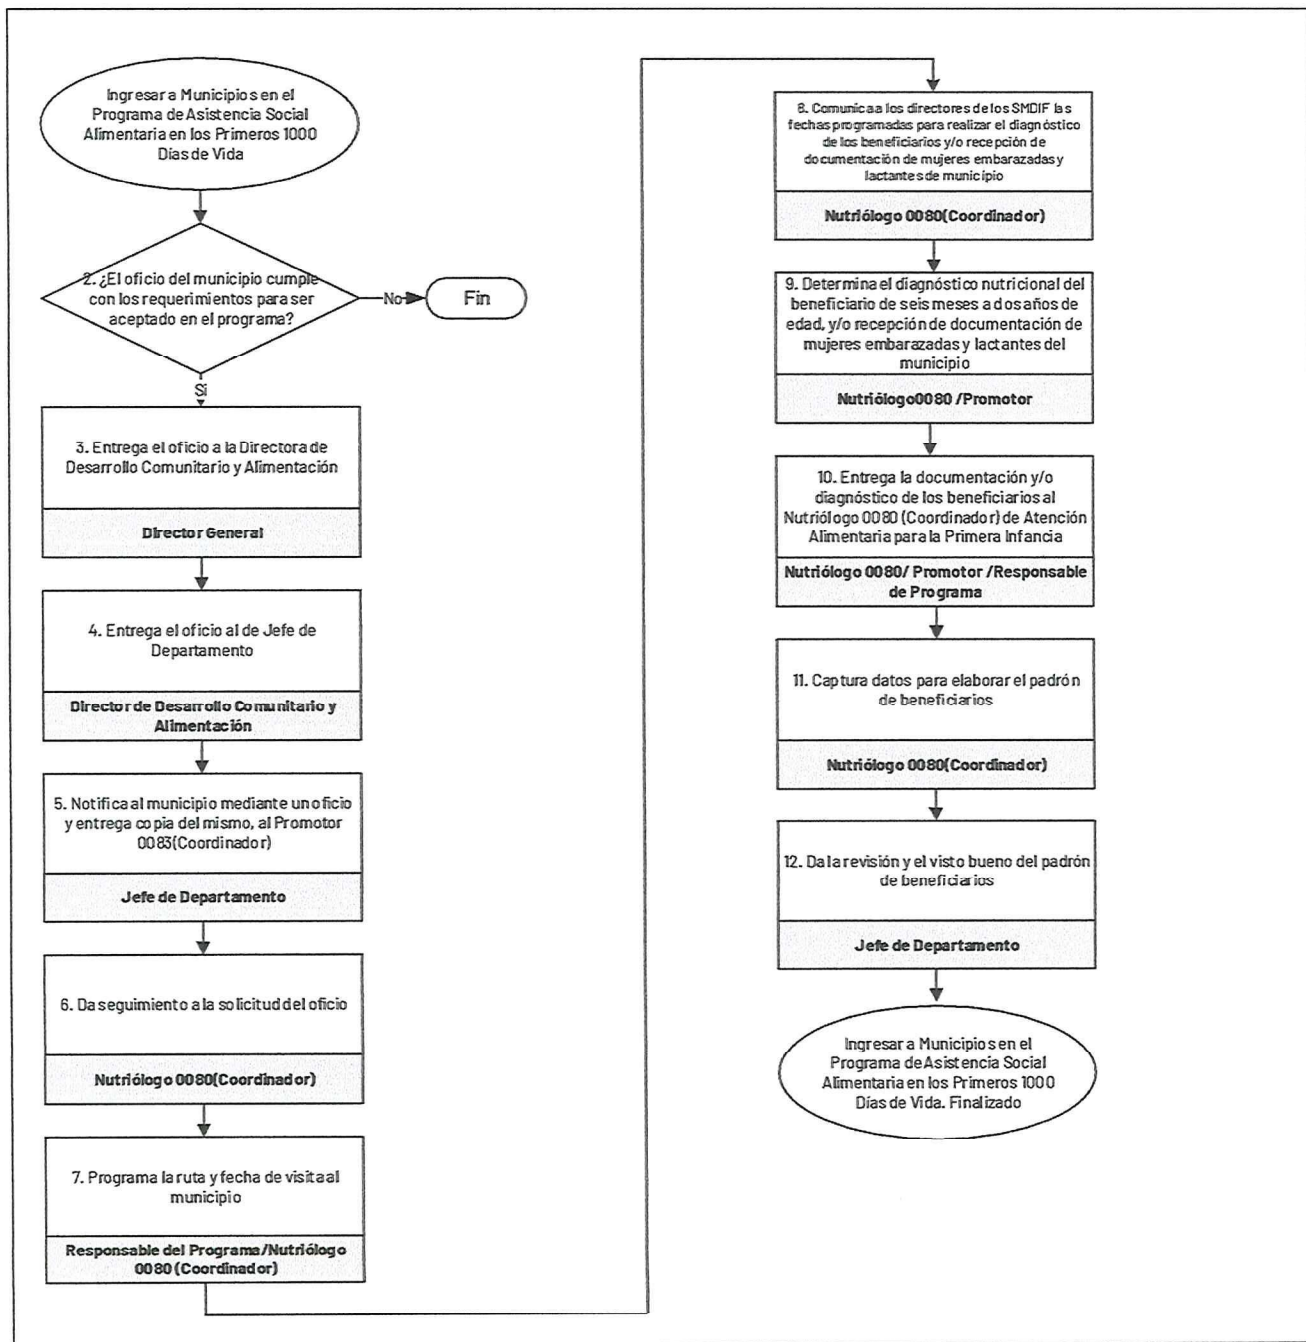 Ingresar a Municipios en el
Programa de Asistencia Social
Alimentaria en los Primeros 1000
Días de Vida
2. ¿El oficio del municipio cumple
con los requerimientos para ser
aceptado en el programa?
No
Fin
Si
3. Entrega el oficio a la Directora de
Desarrollo Comunitario y Alimentación
Director General
4. Entrega el oficio al de Jefe de
Departamento
Director de Desarrollo Comunitario y
Alimentación
5. Notifica al municipio mediante un oficio
y entrega copia del mismo, al Promotor
0083(Coordinador)
Jefe de Departamento
6. Da seguimiento a la solicitud del oficio
Nutriólogo 0080(Coordinador)
7. Programa la ruta y fecha de visita al
municipio
Responsable del Programa/Nutriólogo
0080 (Coordinador)
8. Comunica a los directores de los SMDIF las
fechas programadas para realizar el diagnóstico
de los beneficiarios y/o recepción de
documentación de mujeres embarazadas y
lactantes de municipio
Nutriólogo 0080(Coordinador)
9. Determina el diagnóstico nutricional del
beneficiario de seis meses a dos años de
edad, y/o recepción de documentación de
mujeres embarazadas y lactantes del
municipio
Nutriólogo0080 /Promotor
10. Entrega la documentación y/o
diagnóstico de los beneficiarios al
Nutriólogo 0080 (Coordinador) de Atención
Alimentaria para la Primera Infancia
Nutriólogo 0080/ Promotor /Responsable
de Programa
11. Captura datos para elaborar el padrón
de beneficiarios
Nutriólogo 0080(Coordinador)
12. Da la revisión y el visto bueno del padrón
de beneficiarios
Jefe de Departamento
Ingresar a Municipios en el
Programa de Asistencia Social
Alimentaria en los Primeros 1000
Días de Vida. Finalizado